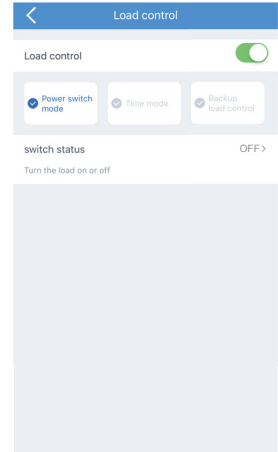 Load control
Load control
Power switch
mode
Time mode
Backup
load control
switch status
OFF>
Turn the load on or off